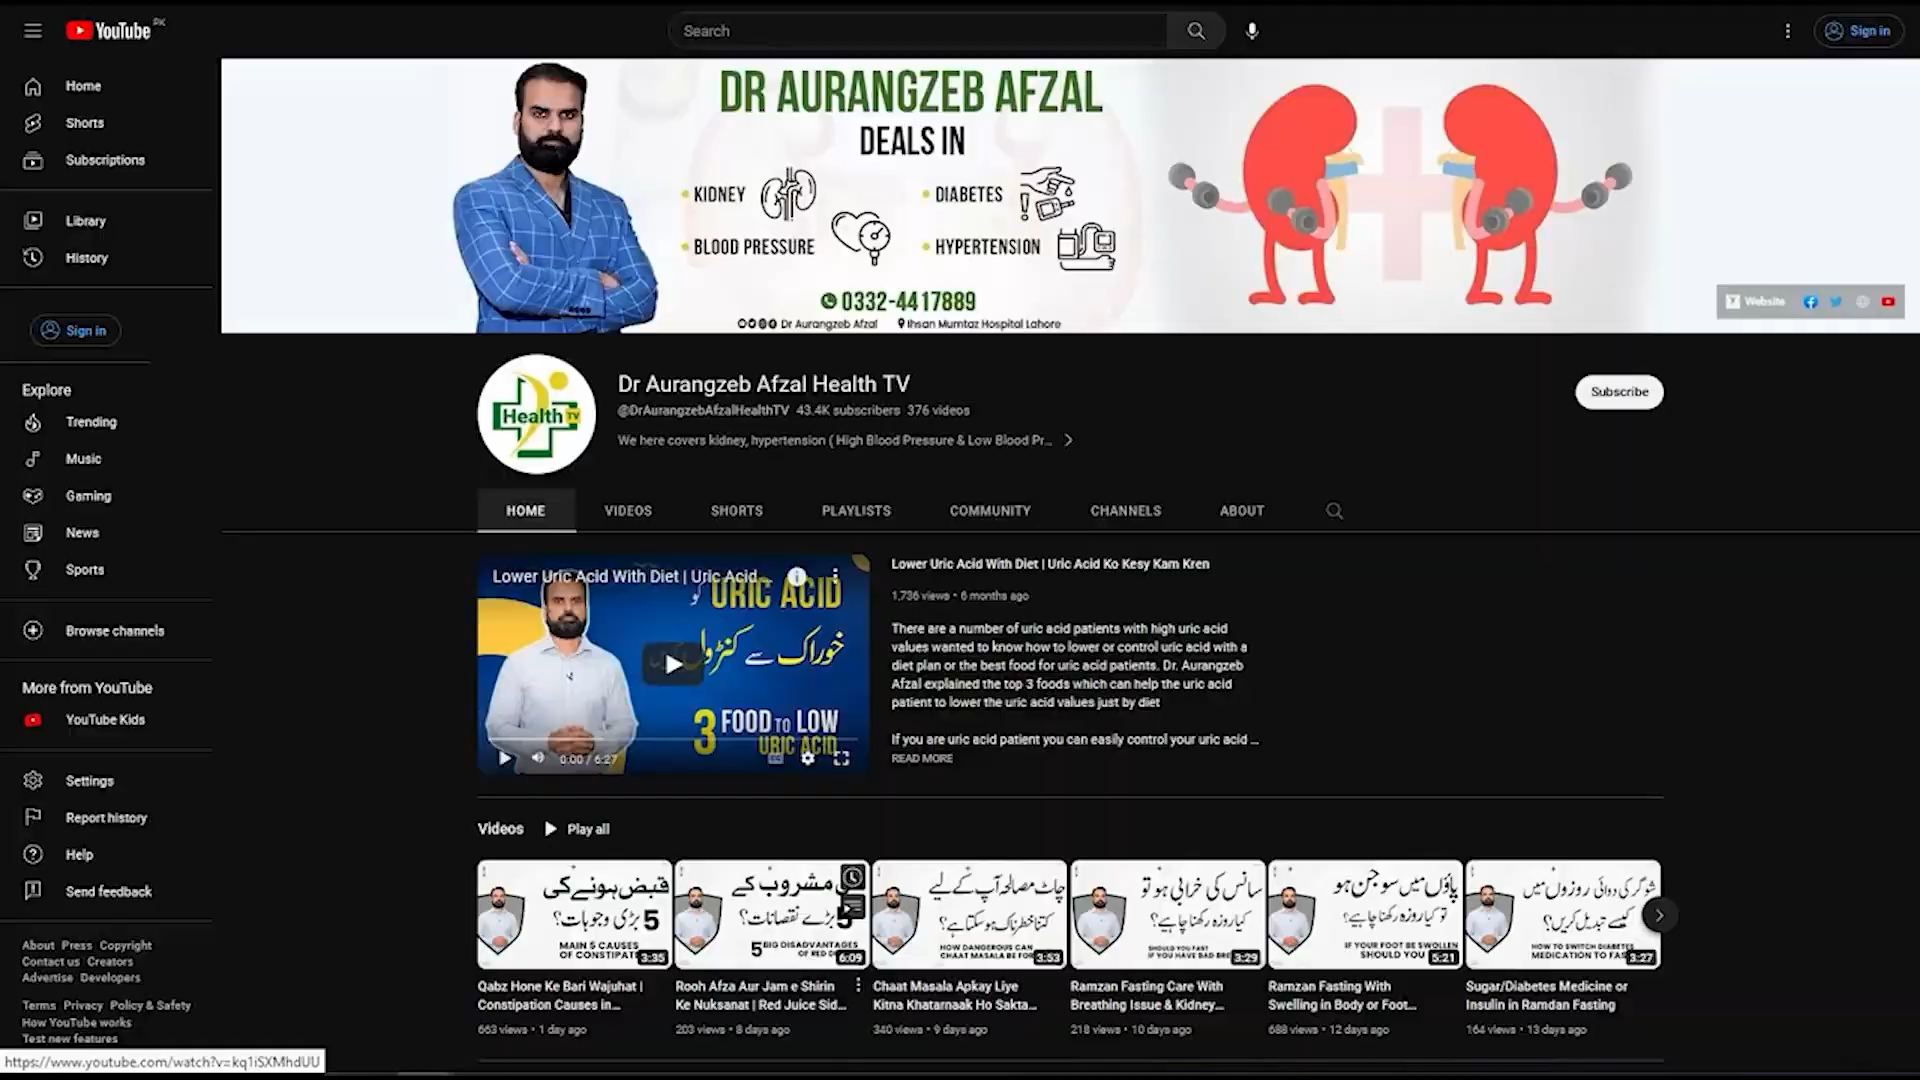 YouTube PK
Search
Sign in
Home
Shorts
Subscriptions
Library
History
Sign in
Explore
Trending
Music
Gaming
News
Sports
Browse channels
More from YouTube
YouTube Kids
Settings
Report history
Help
Send feedback
About Press Copyright
Contact us Creators
Advertise Developers
Terms Privacy Policy & Safety
How YouTube works
Test new features
https://www.youtube.com/watch?v=kq1iSXMhdUU
DR AURANGZEB AFZAL
DEALS IN
• KIDNEY
• DIABETES
• BLOOD PRESSURE
• HYPERTENSION
0332-4417889
Dr Aurangzeb Afzal Ihsan Mumtaz Hospital Lahore
Website
Health TV
Dr Aurangzeb Afzal Health TV
@DrAurangzebAfzalHealthTV 43.4K subscribers 376 videos
We here covers kidney, hypertension ( High Blood Pressure & Low Blood Pr...
Subscribe
HOME VIDEOS SHORTS PLAYLISTS COMMUNITY CHANNELS ABOUT
Lower Uric Acid With Diet | Uric Acid ...
URIC ACID کو
خوراک سے کنٹرول
3 FOOD TO LOW
URIC ACID
0:00 / 6:27
Lower Uric Acid With Diet | Uric Acid Ko Kesy Kam Kren
1,736 views • 6 months ago
There are a number of uric acid patients with high uric acid
values wanted to know how to lower or control uric acid with a
diet plan or the best food for uric acid patients. Dr. Aurangzeb
Afzal explained the top 3 foods which can help the uric acid
patient to lower the uric acid values just by diet
If you are uric acid patient you can easily control your uric acid ...
READ MORE
Videos Play all
قبض ہونے کی
5 بڑی وجوہات؟
MAIN 5 CAUSES
OF CONSTIPAT
3:35
Qabz Hone Ke Bari Wajuhat |
Constipation Causes in...
663 views • 1 day ago
مشروب کے
5 بڑے نقصانات؟
5 BIG DISADVANTAGES
OF RED
6:09
Rooh Afza Aur Jam e Shirin
Ke Nuksanat | Red Juice Sid...
203 views • 8 days ago
چاٹ مصالحہ آپ کے لیے
کتنا خطرناک ہو سکتا ہے؟
HOW DANGEROUS CAN
CHAAT MASALA BE FOR
3:53
Chaat Masala Apkay Liye
Kitna Khatarnaak Ho Sakta...
340 views • 9 days ago
سانس کی خرابی ہو تو
کیا روزہ رکھنا چاہیے؟
SHOULD YOU FAST
IF YOU HAVE BAD BRE
3:29
Ramzan Fasting Care With
Breathing Issue & Kidney...
218 views • 10 days ago
پاؤں میں سوجن ہو
تو کیا روزہ رکھنا چاہیے؟
IF YOUR FOOT BE SWOLLEN
SHOULD YOU
5:21
Ramzan Fasting With
Swelling in Body or Foot...
688 views • 12 days ago
شوگر کی دوائی روزوں میں
کیسے تبدیل کریں؟
HOW TO SWITCH DIABETES
MEDICATION TO FAS
3:27
Sugar/Diabetes Medicine or
Insulin in Ramdan Fasting
164 views • 13 days ago